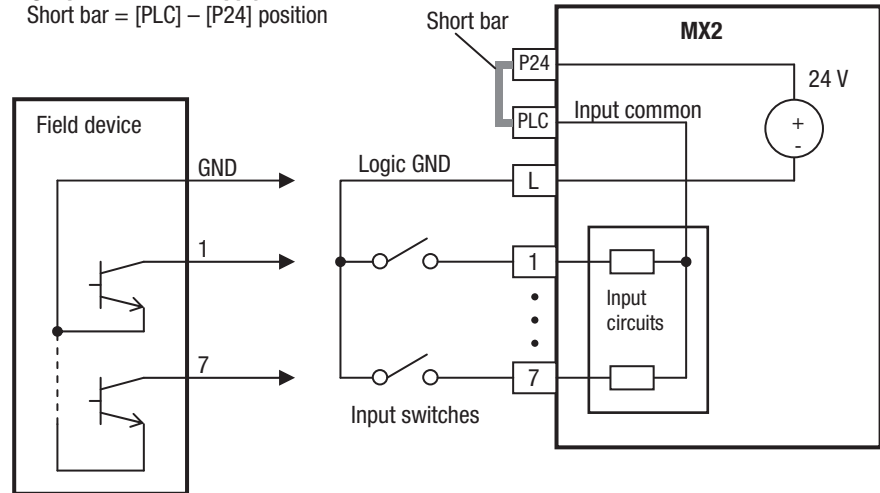 Short bar = [PLC] – [P24] position
Short bar
MX2
P24
24 V
PLC
Input common
+
-
Field device
GND
Logic GND
L
1
1
Input
circuits
7
7
Input switches